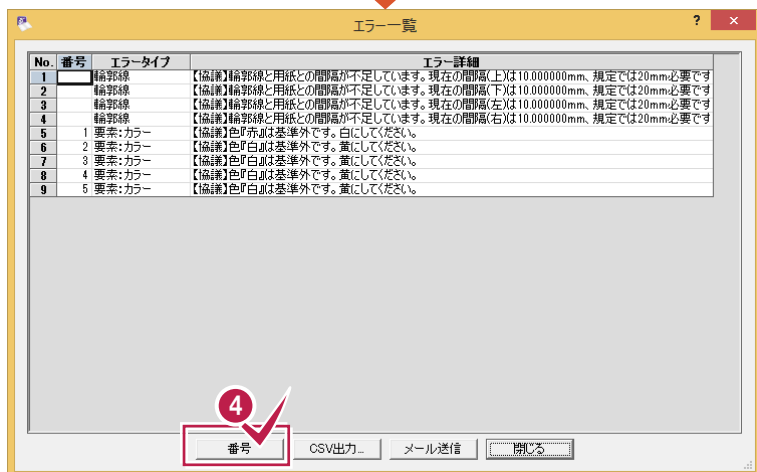 エラー一覧
? ×
No. 番号 エラータイプ エラー詳細
1 輪郭線 【協議】輪郭線と用紙との間隔が不足しています。現在の間隔(上)は10.000000mm、規定では20mm必要です
2 輪郭線 【協議】輪郭線と用紙との間隔が不足しています。現在の間隔(下)は10.000000mm、規定では20mm必要です
3 輪郭線 【協議】輪郭線と用紙との間隔が不足しています。現在の間隔(左)は10.000000mm、規定では20mm必要です
4 輪郭線 【協議】輪郭線と用紙との間隔が不足しています。現在の間隔(右)は10.000000mm、規定では20mm必要です
5 1 要素:カラー 【協議】色『赤』は基準外です。白にしてください。
6 2 要素:カラー 【協議】色『白』は基準外です。黄にしてください。
7 3 要素:カラー 【協議】色『白』は基準外です。黄にしてください。
8 4 要素:カラー 【協議】色『白』は基準外です。黄にしてください。
9 5 要素:カラー 【協議】色『白』は基準外です。黄にしてください。
4
番号 CSV出力... メール送信 閉じる